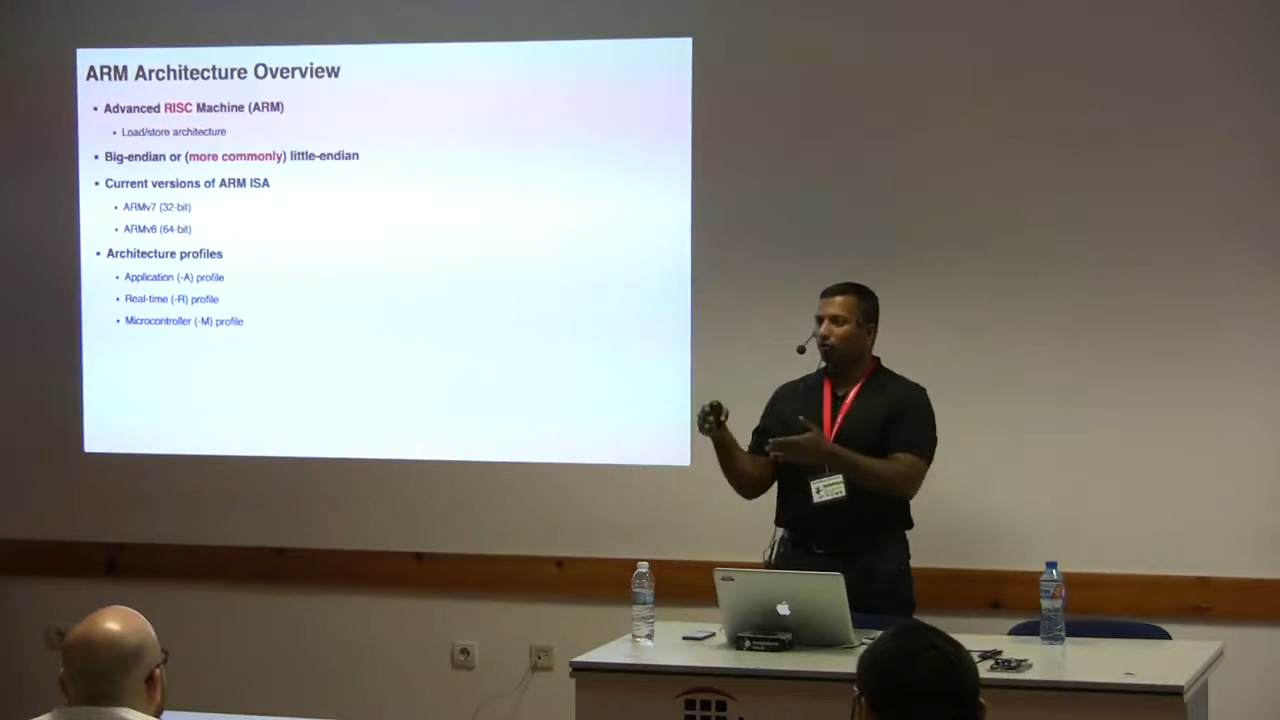 ARM Architecture Overview
▪ Advanced RISC Machine (ARM)
• Load/store architecture
▪ Big-endian or (more commonly) little-endian
▪ Current versions of ARM ISA
• ARMv7 (32-bit)
• ARMv8 (64-bit)
▪ Architecture profiles
• Application (-A) profile
• Real-time (-R) profile
• Microcontroller (-M) profile